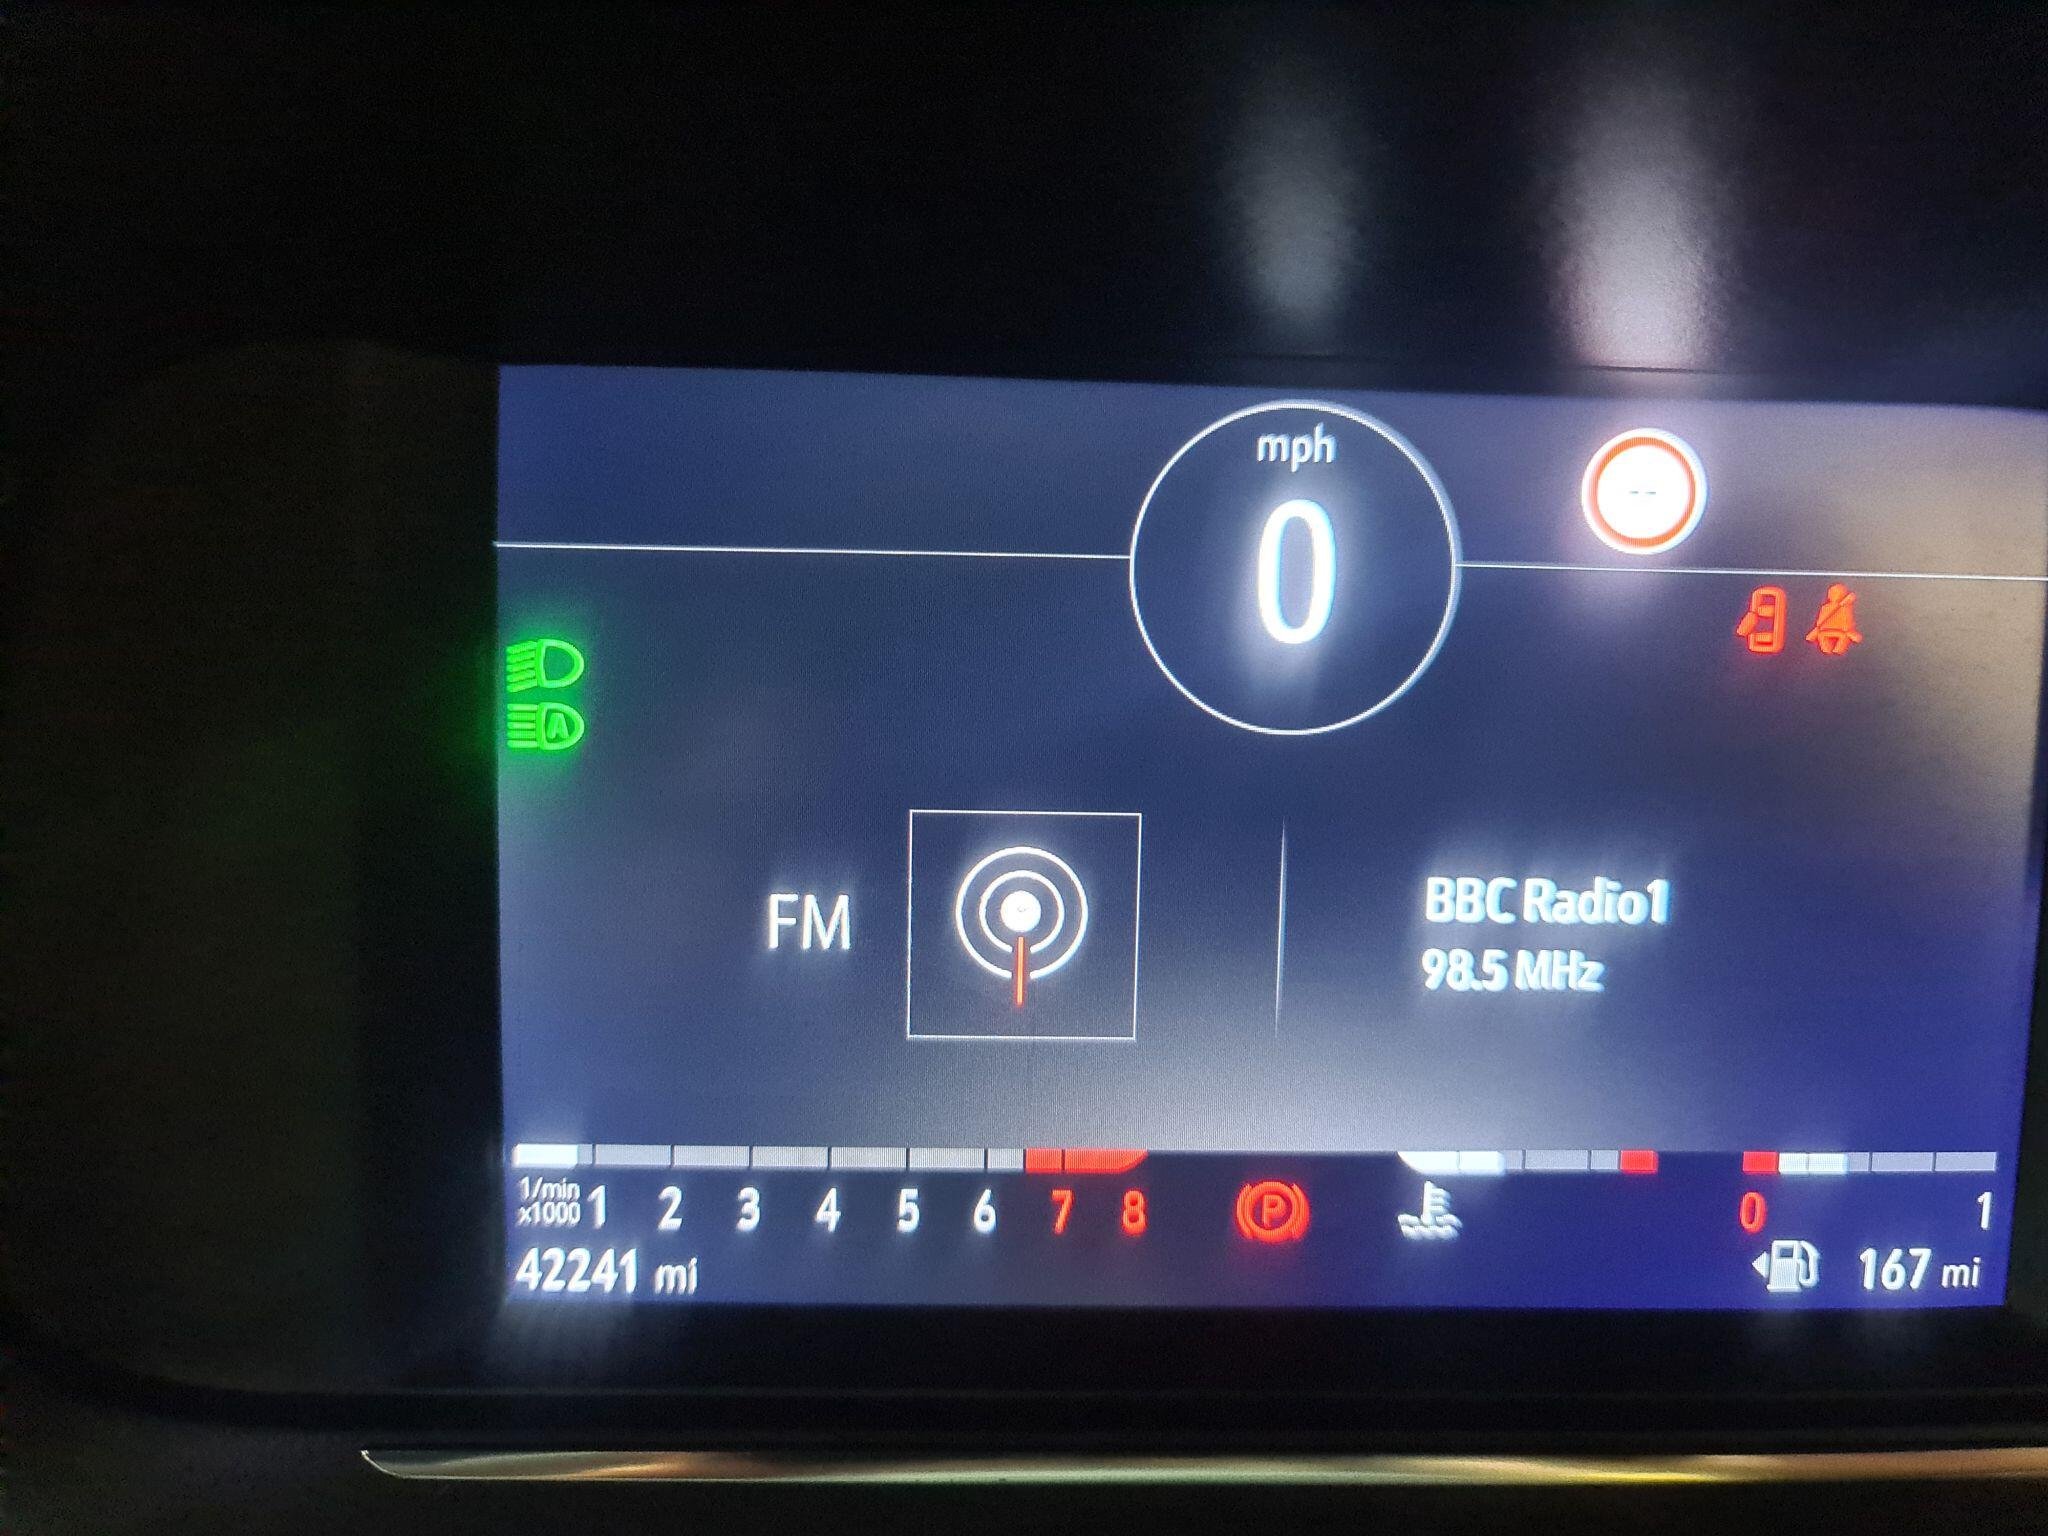 mph
0
--
A
FM
BBC Radio1
98.5 MHz
1/min
x1000 1 2 3 4 5 6 7 8
P
0 1
42241 mi
167 mi